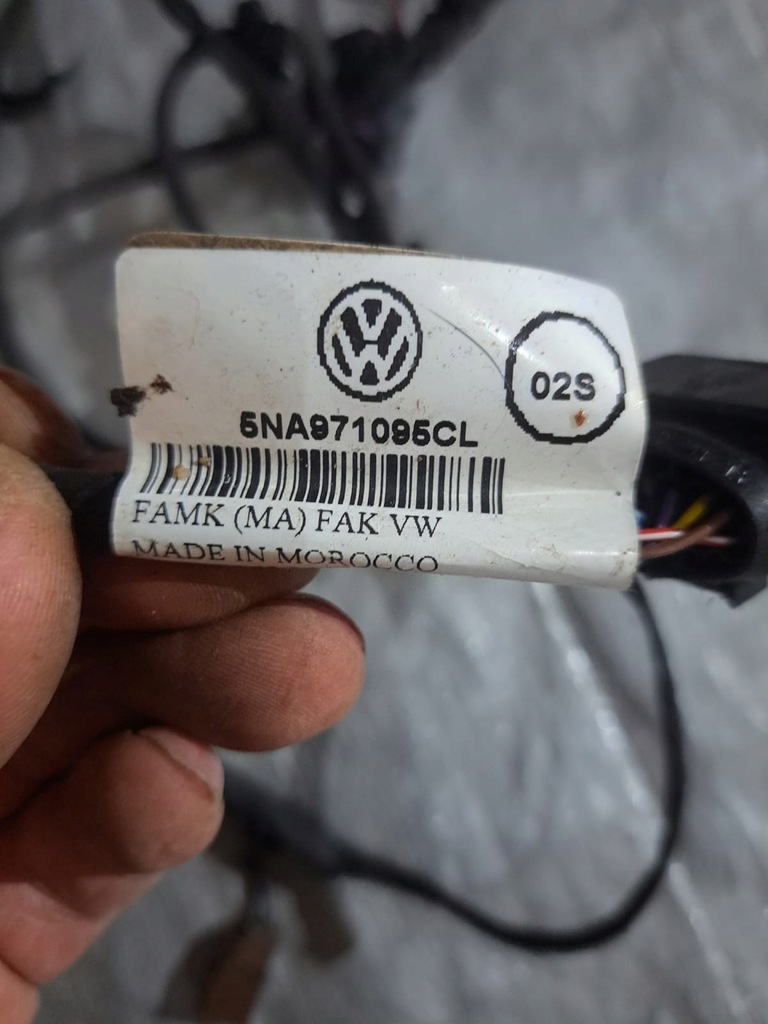 02S
5NA971095CL
FAMK (MA) FAK VW
MADE IN MOROCCO